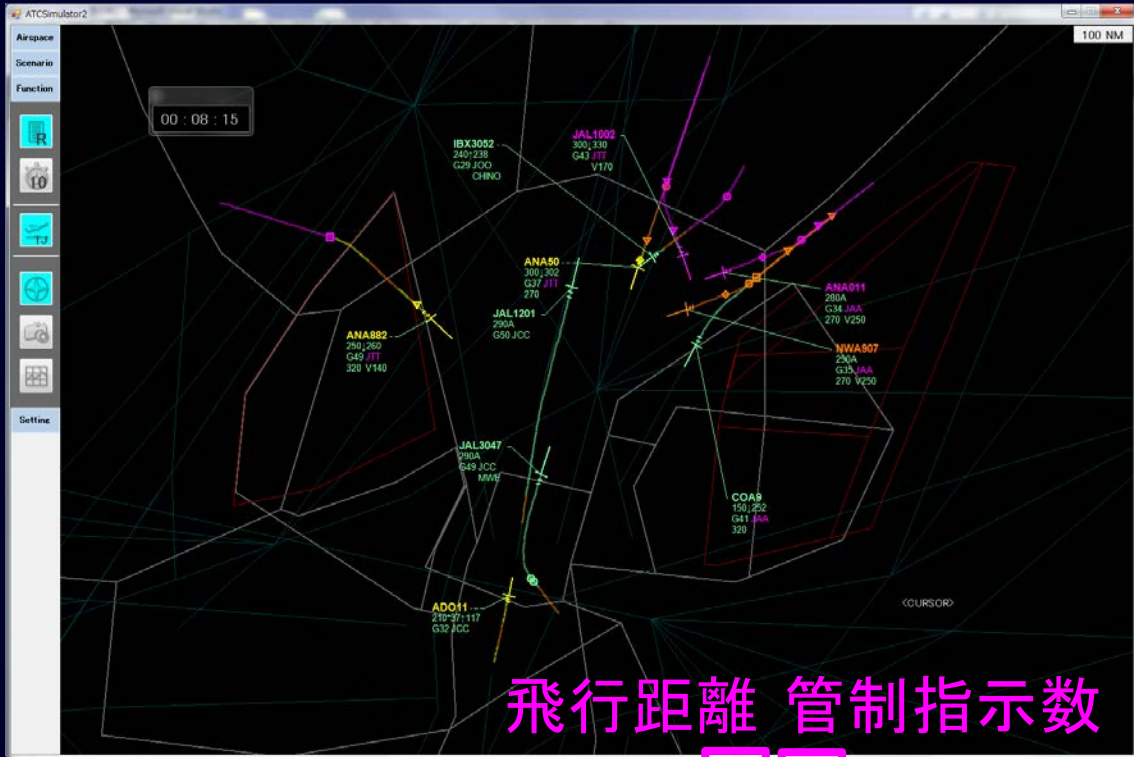 ATCSimulator2
Airspace
Scenario
Function
R
10
TJ
Setting
100 NM
00 : 08 : 15
IBX3052
240↑238
G29 JOO
CHINO
JAL1002
300↓330
G43 JTT
V170
ANA50
300↓302
G37 JTT
270
JAL1201
290A
G50 JCC
ANA882
250↓260
G49 JTT
320 V140
ANA011
280A
G34 JAA
270 V250
NWA907
250A
G35 JAA
270 V250
JAL3047
290A
G49 JCC
MWE
COA9
150↓252
G41 JAA
320
ADO11
G32 JCC
<CURSOR>
飛行距離 管制指示数